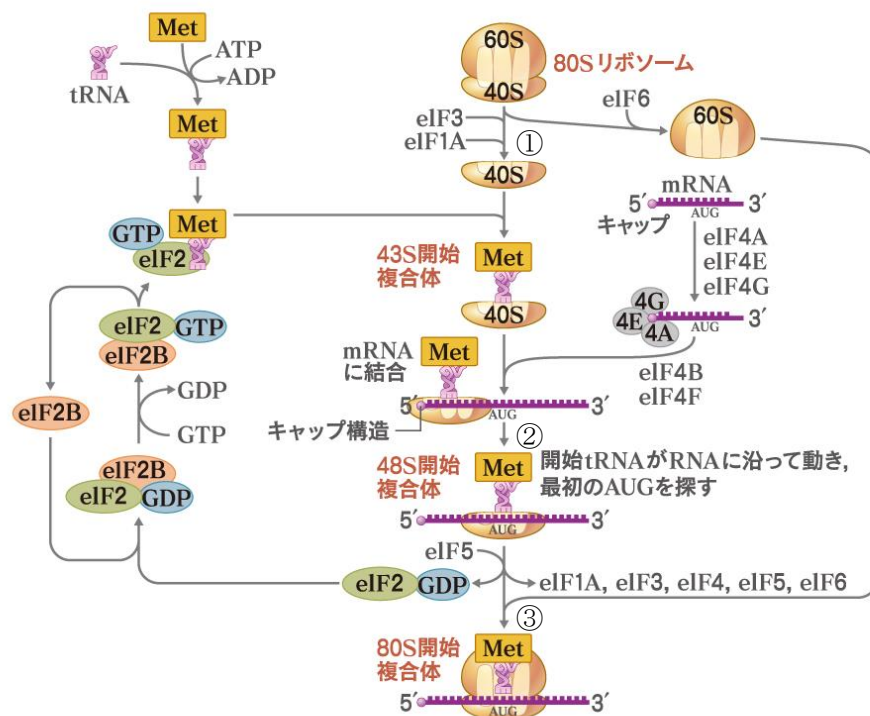 Met
ATP
tRNA
ADP
Met
GTP
Met
eIF2
eIF2
GTP
eIF2B
GDP
eIF2B
GTP
eIF2B
eIF2
GDP
60S
80Sリボソーム
40S
eIF3
eIF1A
①
eIF6
60S
40S
mRNA
5′
3′
キャップ
AUG
eIF4A
eIF4E
eIF4G
43S開始
複合体
Met
40S
4G
4E
4A
AUG
3′
eIF4B
eIF4F
mRNA
に結合
Met
5′
AUG
3′
キャップ構造
②
48S開始
複合体
Met
開始tRNAがRNAに沿って動き,
最初のAUGを探す
5′
AUG
3′
eIF5
eIF2
GDP
eIF1A, eIF3, eIF4, eIF5, eIF6
③
80S開始
複合体
Met
5′
AUG
3′